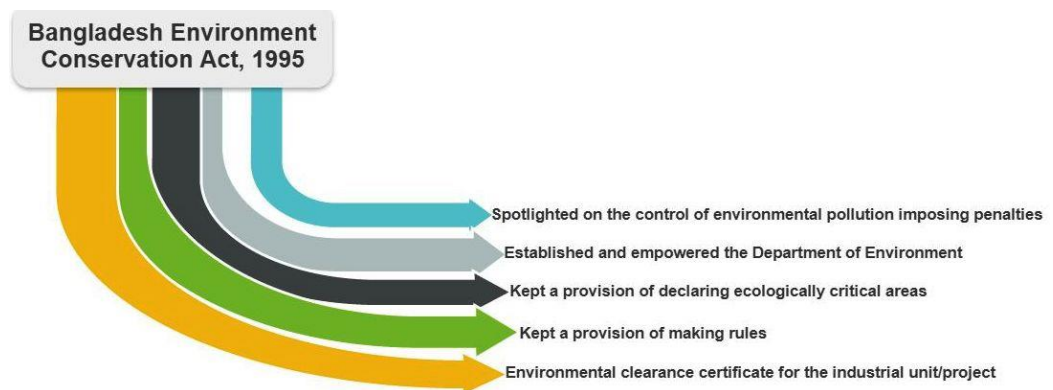 Bangladesh Environment
Conservation Act, 1995
Spotlighted on the control of environmental pollution imposing penalties
Established and empowered the Department of Environment
Kept a provision of declaring ecologically critical areas
Kept a provision of making rules
Environmental clearance certificate for the industrial unit/project